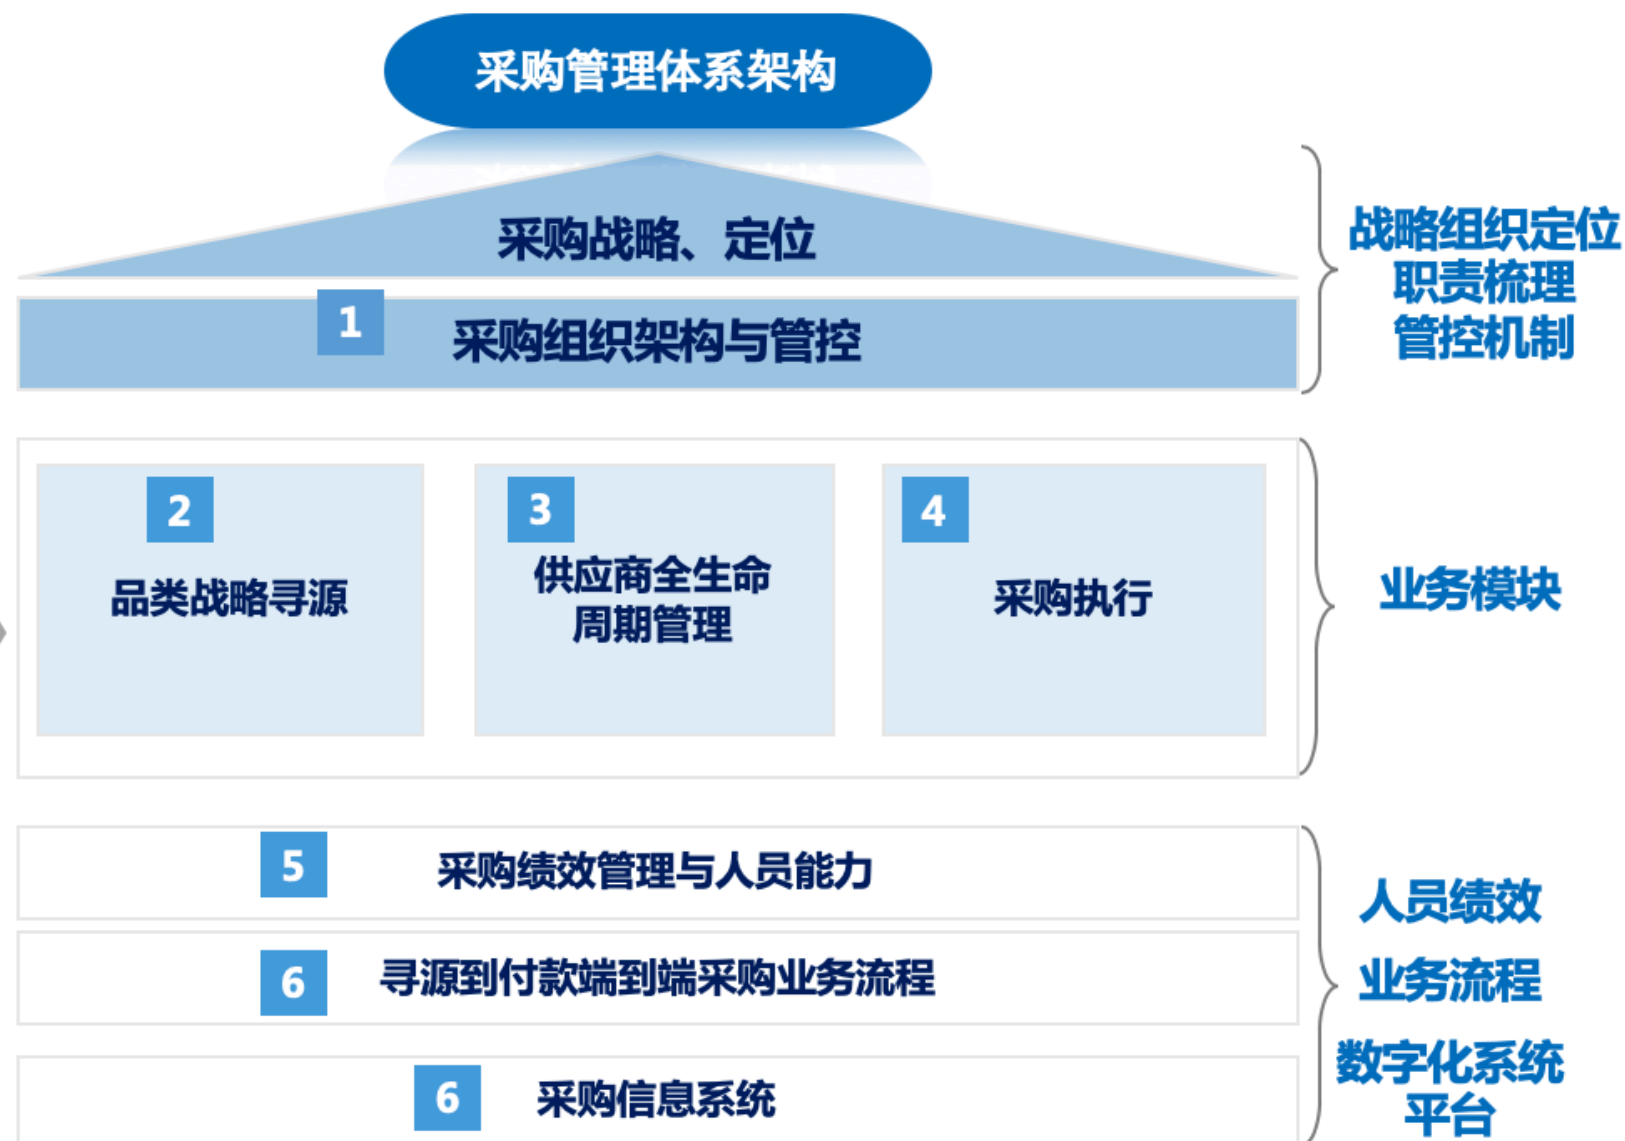 采购管理体系架构
采购战略、定位
1
采购组织架构与管控
战略组织定位
职责梳理
管控机制
2
品类战略寻源
3
供应商全生命
周期管理
4
采购执行
业务模块
5
采购绩效管理与人员能力
6
寻源到付款端到端采购业务流程
6
采购信息系统
人员绩效
业务流程
数字化系统
平台